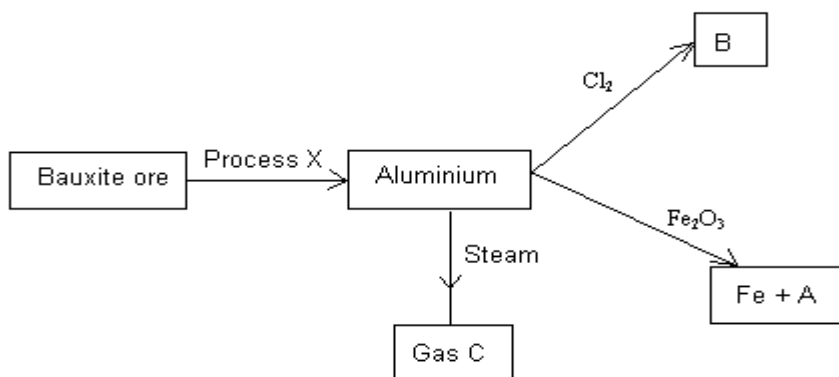 B
Cl₂
Process X
Bauxite ore
Aluminium
Fe₂O₃
Steam
Fe + A
Gas C